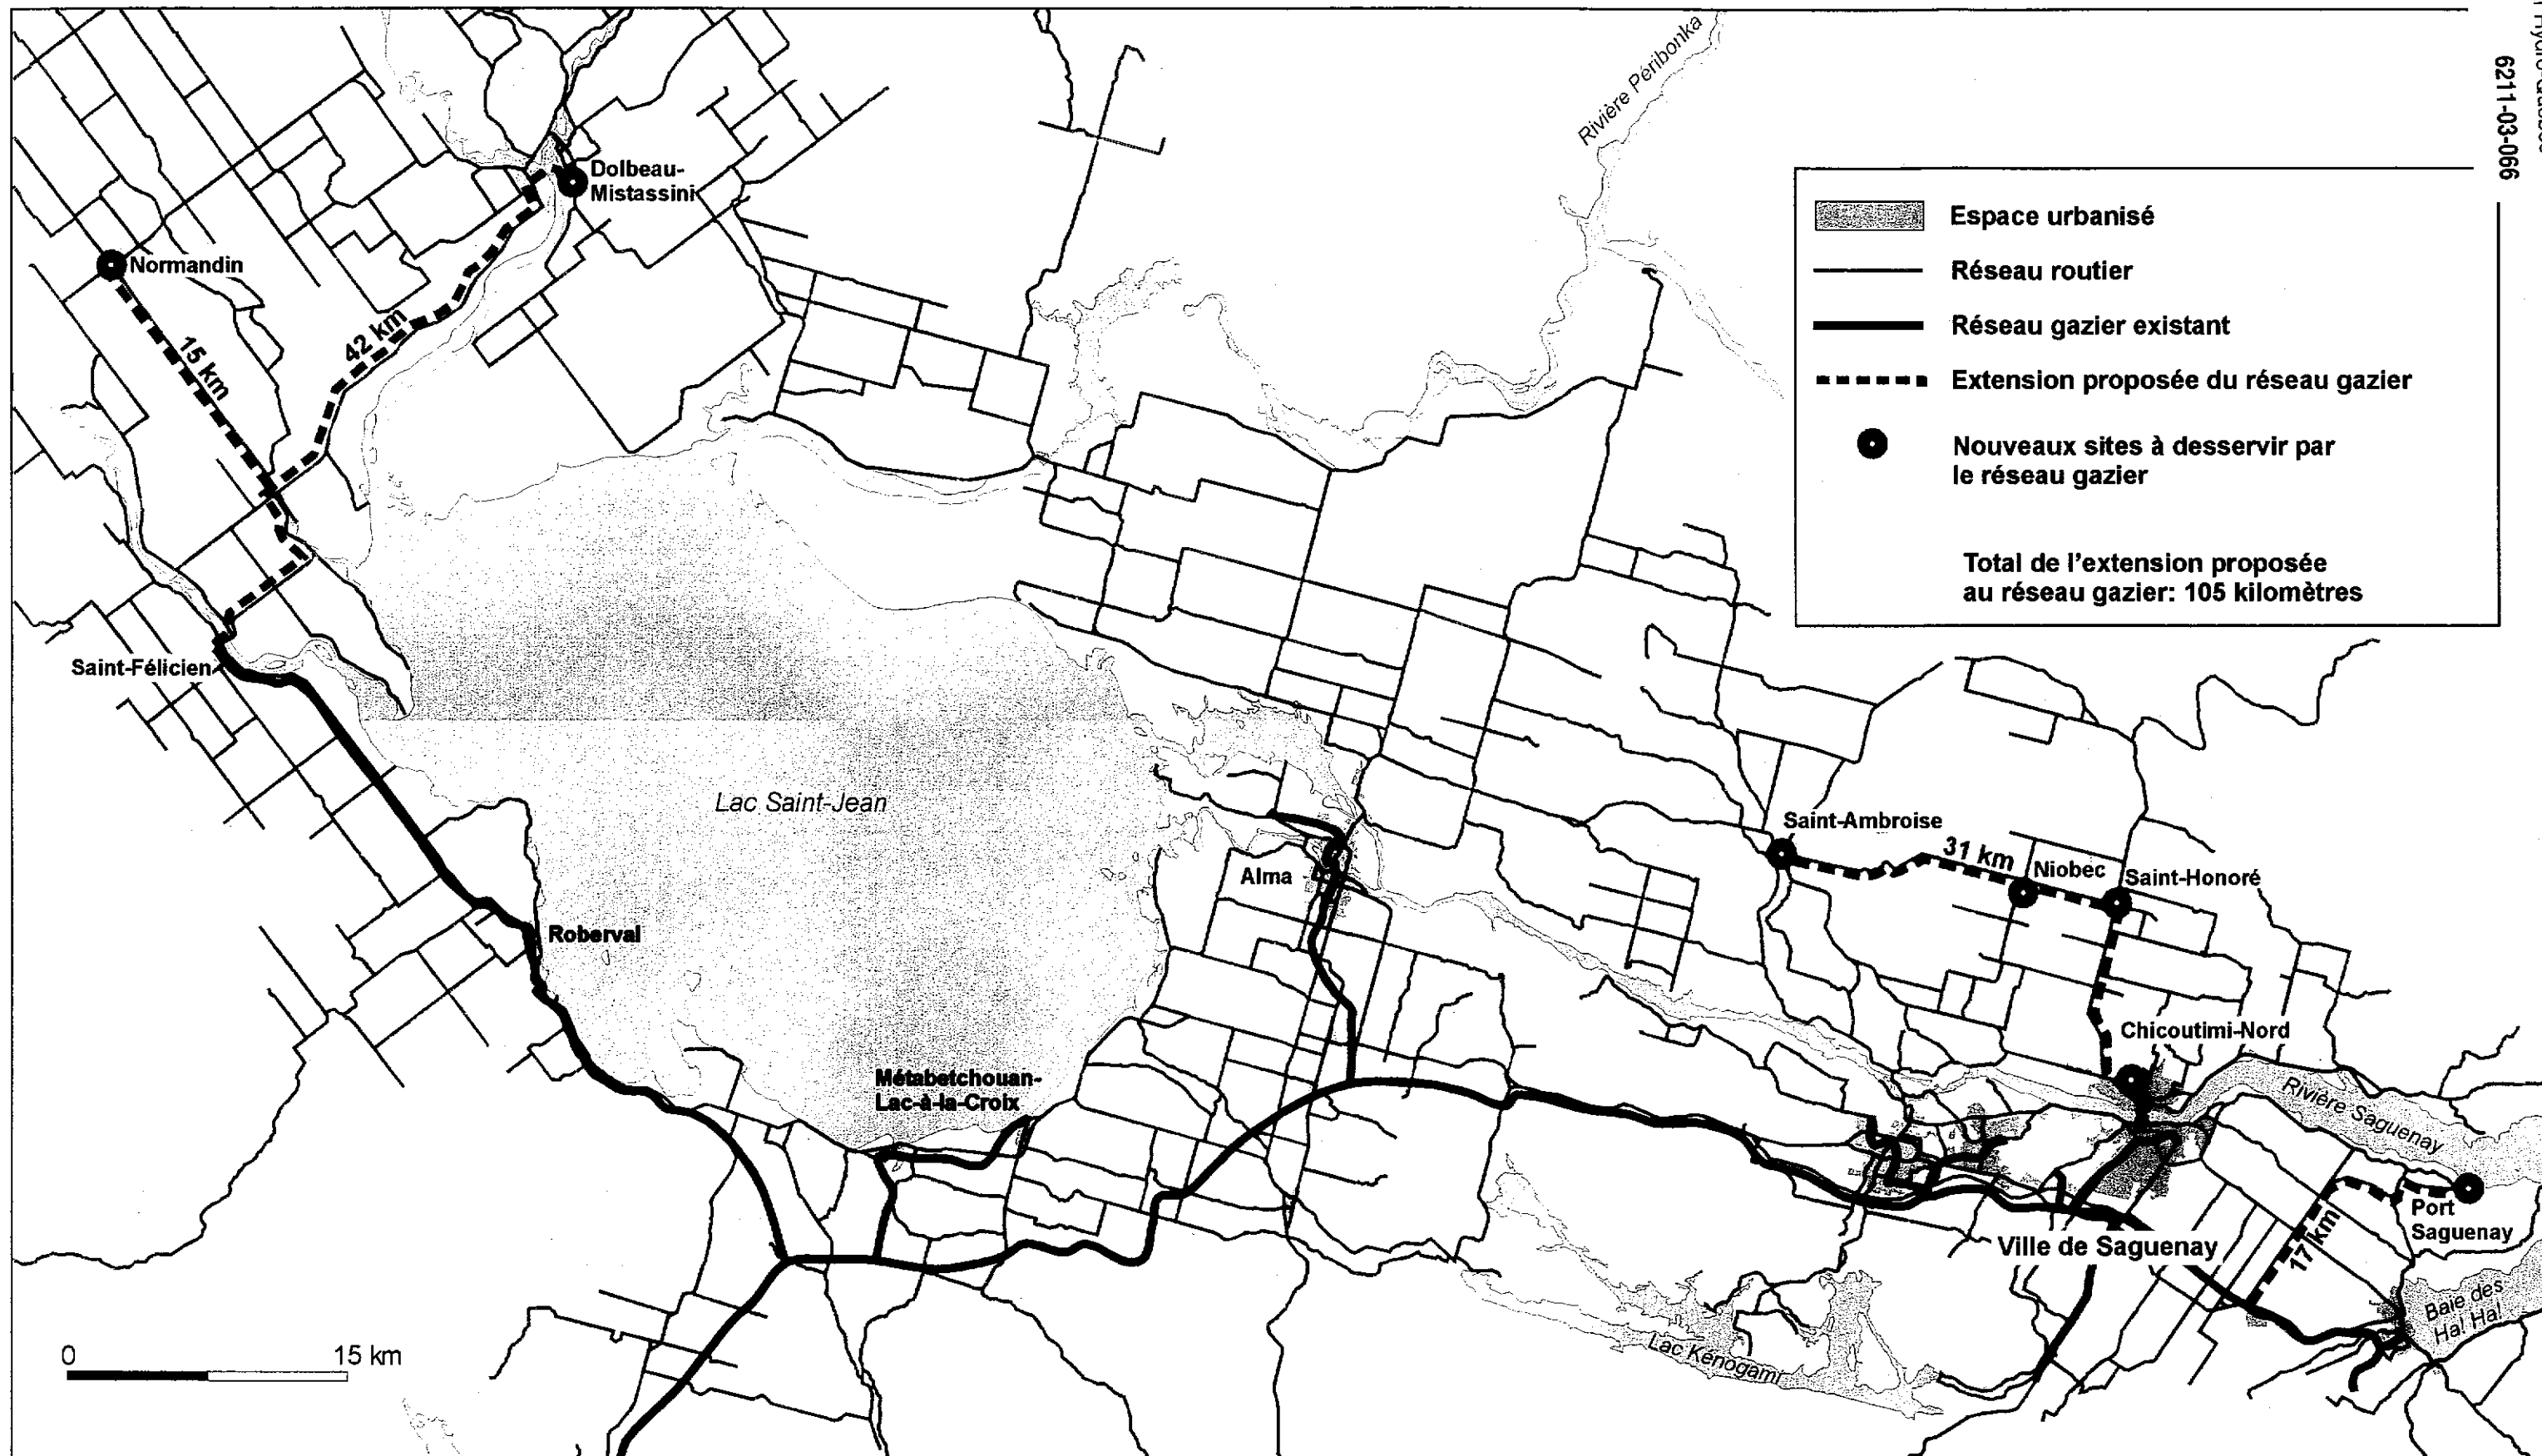 6211-03-066
Rivière Péribonka
Dolbeau-
Mistassini
Normandin
15 km
42 km
Espace urbanisé
Réseau routier
Réseau gazier existant
Extension proposée du réseau gazier
Nouveaux sites à desservir par
le réseau gazier
Total de l'extension proposée
au réseau gazier: 105 kilomètres
Saint-Félicien
Lac Saint-Jean
Saint-Ambroise
31 km
Niobec
Saint-Honoré
Alma
Roberval
Chicoutimi-Nord
Métabetchouan-
Lac-à-la-Croix
Rivière Saguenay
Port
Saguenay
Ville de Saguenay
17 km
Baie des
Ha! Ha!
Lac Kénogami
0 15 km